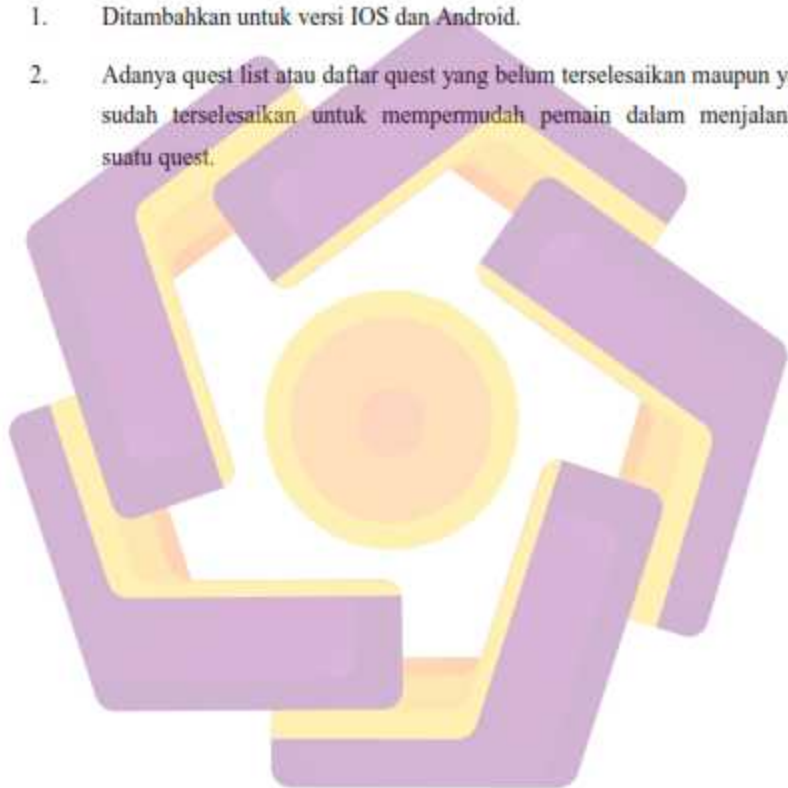 1. Ditambahkan untuk versi IOS dan Android.
2. Adanya quest list atau daftar quest yang belum terselesaikan maupun y
sudah terselesaikan untuk mempermudah pemain dalam menjalan
suatu quest.